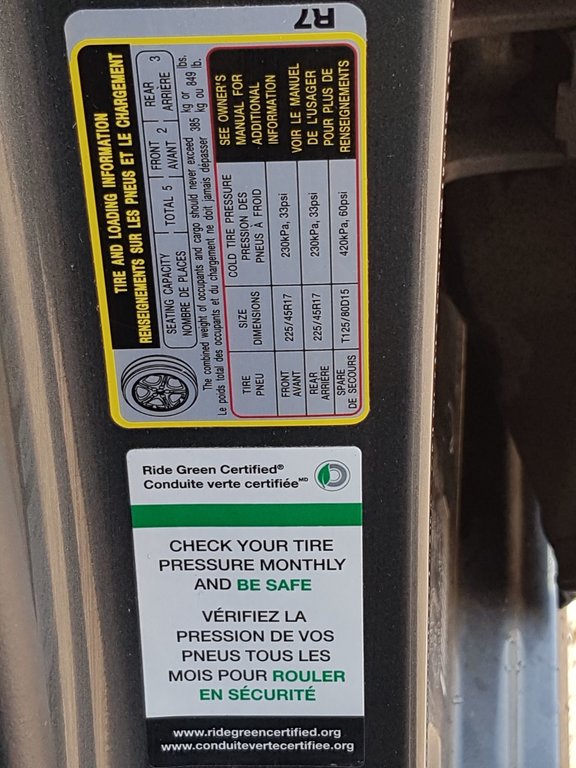 R7
TIRE AND LOADING INFORMATION
RENSEIGNEMENTS SUR LES PNEUS ET LE CHARGEMENT
SEATING CAPACITY TOTAL 5 FRONT 2 REAR 3
NOMBRE DE PLACES AVANT ARRIÈRE
The combined weight of occupants and cargo should never exceed 385 kg or 849 lbs.
Le poids total des occupants et du chargement ne doit jamais dépasser kg ou lb.
TIRE SIZE COLD TIRE PRESSURE
PNEU DIMENSIONS PRESSION DES PNEUS À FROID
FRONT 225/45R17 230kPa, 33psi
AVANT
REAR 225/45R17 230kPa, 33psi
ARRIÈRE
SPARE T125/80D15 420kPa, 60psi
DE SECOURS
SEE OWNER'S
MANUAL FOR
ADDITIONAL
INFORMATION
VOIR LE MANUEL
DE L'USAGER
POUR PLUS DE
RENSEIGNEMENTS
Ride Green Certified®
Conduite verte certifiée MD
CHECK YOUR TIRE
PRESSURE MONTHLY
AND BE SAFE
VÉRIFIEZ LA
PRESSION DE VOS
PNEUS TOUS LES
MOIS POUR ROULER
EN SÉCURITÉ
www.ridegreencertified.org
www.conduitevertecertifiee.org